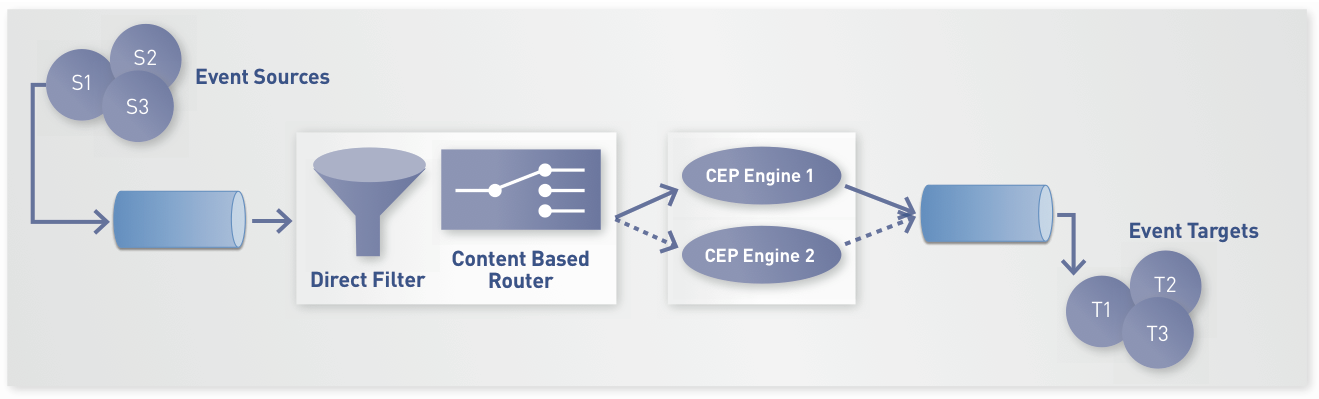 S1
S2
S3
Event Sources
Direct Filter
Content Based
Router
CEP Engine 1
CEP Engine 2
Event Targets
T1
T2
T3